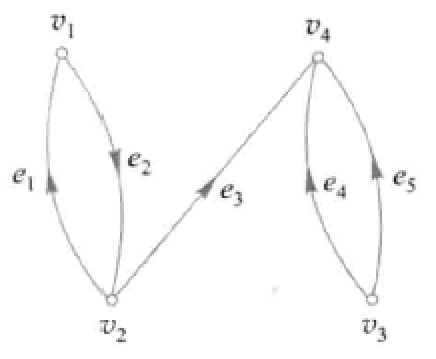 v₁
v₄
e₁
e₂
e₃
e₄
e₅
v₂
v₃